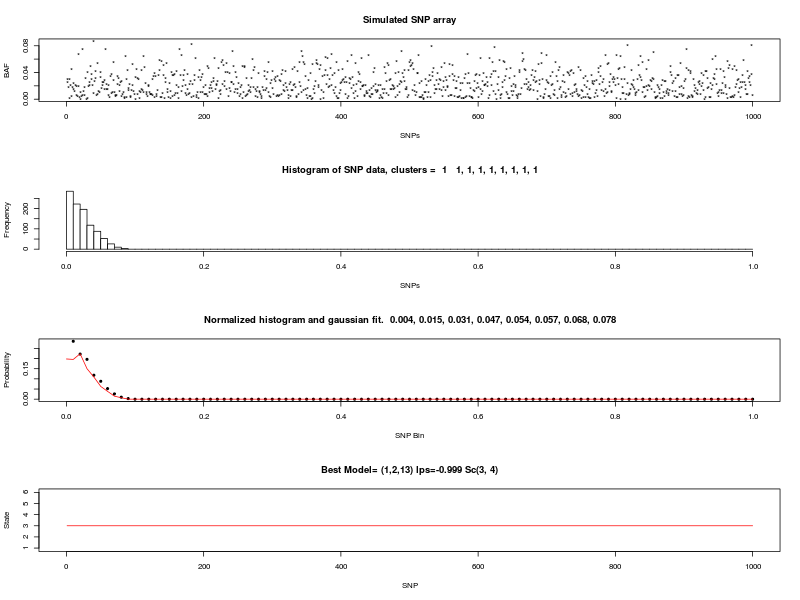 Simulated SNP array
BAF
0.00 0.04 0.08
0 200 400 600 800 1000
SNPs
Histogram of SNP data, clusters = 1 1, 1, 1, 1, 1, 1, 1, 1
Frequency
0 100 200
0.0 0.2 0.4 0.6 0.8 1.0
SNPs
Normalized histogram and gaussian fit. 0.004, 0.015, 0.031, 0.047, 0.054, 0.057, 0.068, 0.078
Probability
0.00 0.15
0.0 0.2 0.4 0.6 0.8 1.0
SNP Bin
Best Model= (1,2,13) lps=-0.999 Sc(3, 4)
State
1 2 3 4 5 6
0 200 400 600 800 1000
SNP